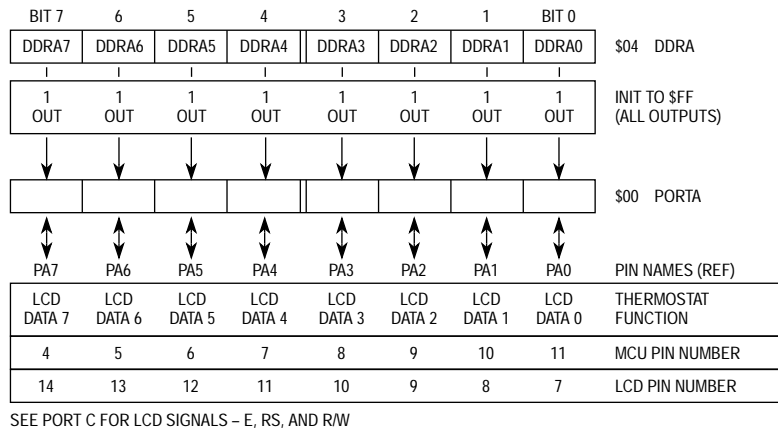 BIT 7 6 5 4 3 2 1 BIT 0
DDRA7 DDRA6 DDRA5 DDRA4 DDRA3 DDRA2 DDRA1 DDRA0 $04 DDRA
1 1 1 1 1 1 1 1 INIT TO $FF
OUT OUT OUT OUT OUT OUT OUT OUT (ALL OUTPUTS)
$00 PORTA
PA7 PA6 PA5 PA4 PA3 PA2 PA1 PA0 PIN NAMES (REF)
LCD LCD LCD LCD LCD LCD LCD LCD THERMOSTAT
DATA 7 DATA 6 DATA 5 DATA 4 DATA 3 DATA 2 DATA 1 DATA 0 FUNCTION
4 5 6 7 8 9 10 11 MCU PIN NUMBER
14 13 12 11 10 9 8 7 LCD PIN NUMBER
SEE PORT C FOR LCD SIGNALS – E, RS, AND R/W